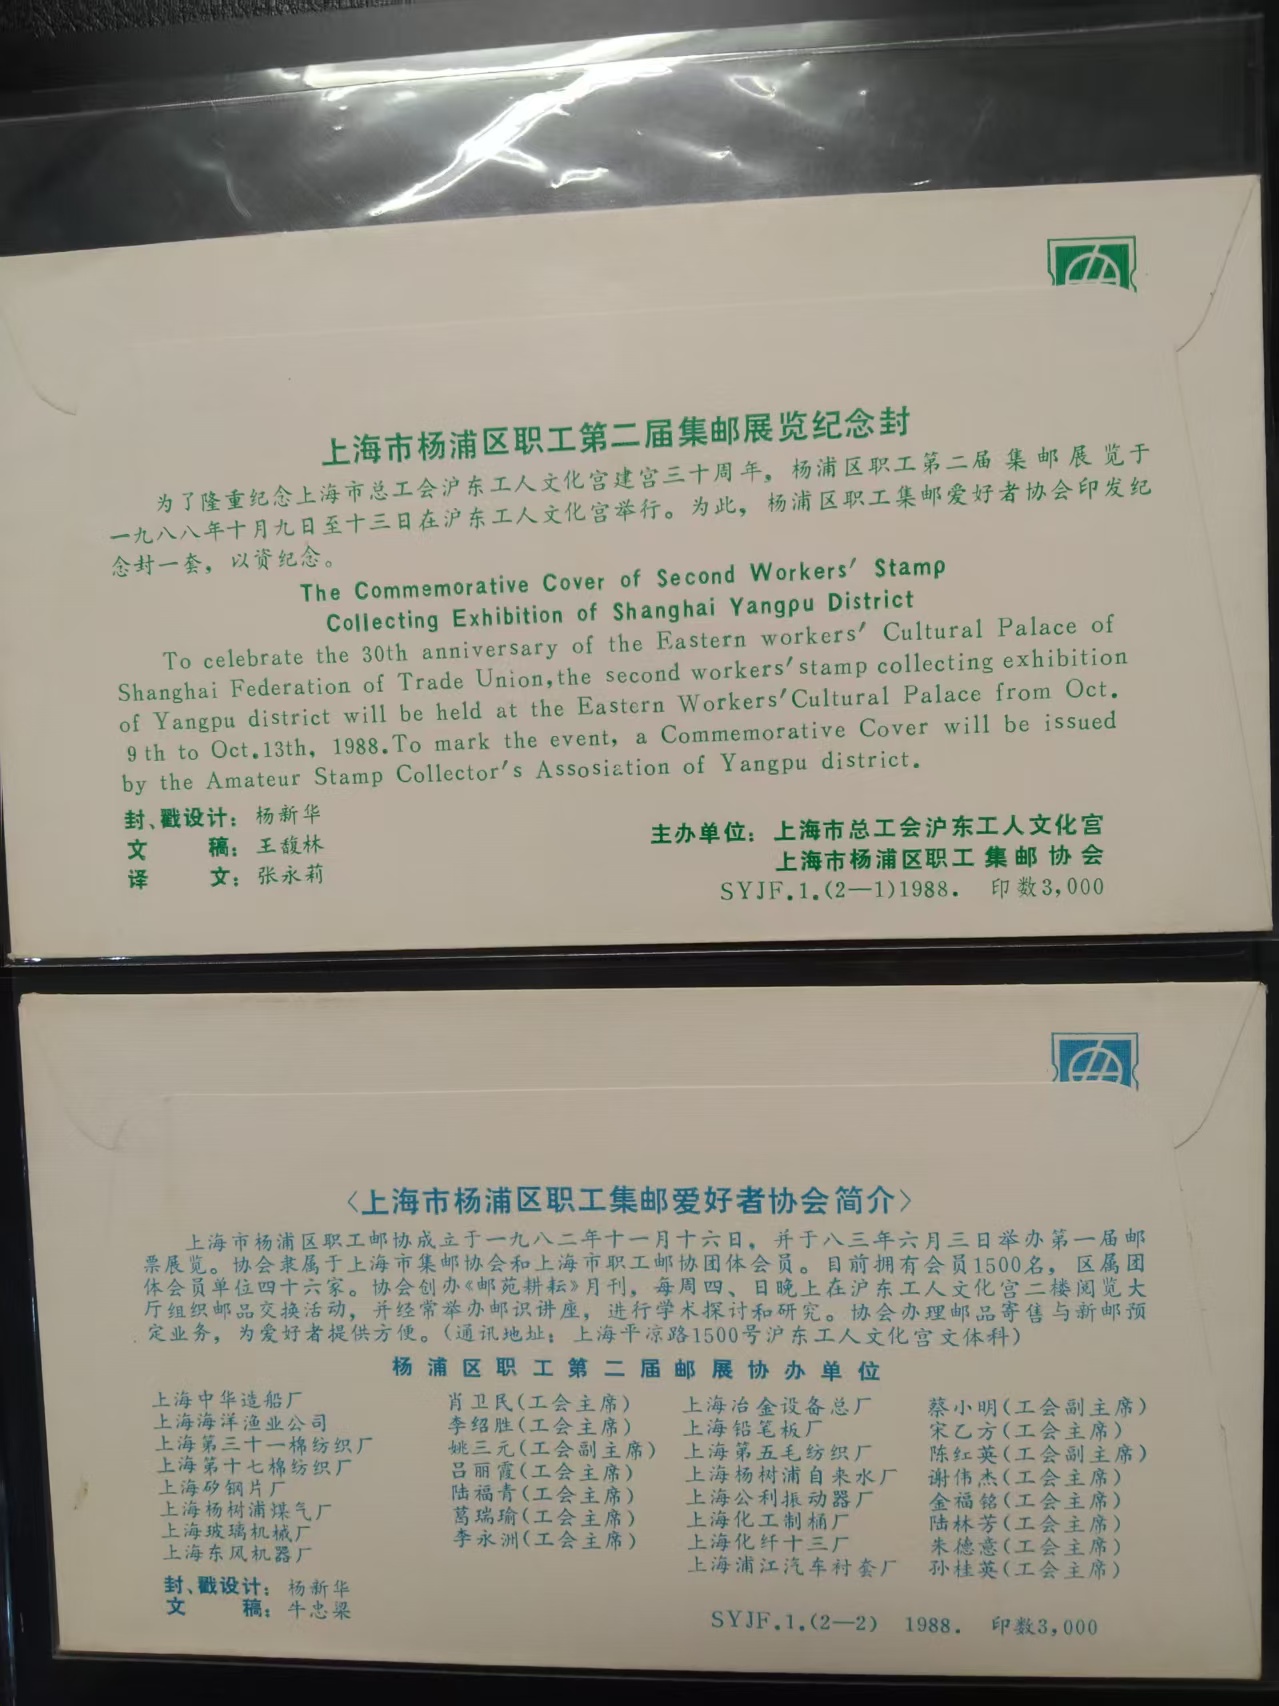 上海市杨浦区职工第二届集邮展览纪念封
为了隆重纪念上海市总工会沪东工人文化宫建宫三十周年，杨浦区职工第二届集邮展览于
一九八八年十月九日至十三日在沪东工人文化宫举行。为此，杨浦区职工集邮爱好者协会印发纪
念封一套，以资纪念。
The Commemorative Cover of Second Workers' Stamp
Collecting Exhibition of Shanghai Yangpu District
To celebrate the 30th anniversary of the Eastern workers' Cultural Palace of
Shanghai Federation of Trade Union,the second workers'stamp collecting exhibition
of Yangpu district will be held at the Eastern Workers'Cultural Palace from Oct.
9th to Oct.13th, 1988.To mark the event, a Commemorative Cover will be issued
by the Amateur Stamp Collector's Assosiation of Yangpu district.
封、戳设计：杨新华
文稿：王馥林
译文：张永莉
主办单位：上海市总工会沪东工人文化宫
上海市杨浦区职工集邮协会
SYJF.1.(2—1)1988. 印数3,000
〈上海市杨浦区职工集邮爱好者协会简介〉
上海市杨浦区职工邮协成立于一九八二年十一月十六日，并于八三年六月三日举办第一届邮
票展览。协会隶属于上海市集邮协会和上海市职工邮协团体会员。目前拥有会员1500名，区属团
体会员单位四十六家。协会创办《邮苑耕耘》月刊，每周四、日晚上在沪东工人文化宫二楼阅览大
厅组织邮品交换活动，并经常举办邮识讲座，进行学术探讨和研究。协会办理邮品寄售与新邮预
定业务，为爱好者提供方便。（通讯地址：上海平凉路1500号沪东工人文化宫文体科）
杨浦区职工第二届邮展协办单位
上海中华造船厂 肖卫民（工会主席） 上海冶金设备总厂 蔡小明（工会副主席）
上海海洋渔业公司 李绍胜（工会主席） 上海铅笔板厂 宋乙方（工会主席）
上海第三十一棉纺织厂 姚三元（工会副主席） 上海第五毛纺织厂 陈红英（工会副主席）
上海第十七棉纺织厂 吕丽霞（工会主席） 上海杨树浦自来水厂 谢伟杰（工会主席）
上海矽钢片厂 陆福青（工会主席） 上海公利振动器厂 金福铭（工会主席）
上海杨树浦煤气厂 葛瑞瑜（工会主席） 上海化工制桶厂 陆林芳（工会主席）
上海玻璃机械厂 李永洲（工会主席） 上海化纤十三厂 朱德意（工会主席）
上海东风机器厂 上海浦江汽车衬套厂 孙桂英（工会主席）
封、戳设计：杨新华
文稿：牛忠梁
SYJF.1.(2—2) 1988. 印数3,000